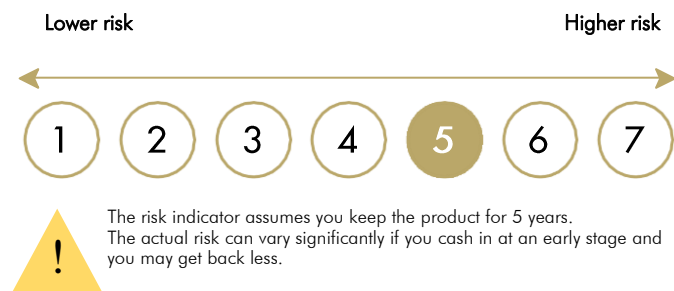 Lower risk Higher risk
1 2 3 4 5 6 7
The risk indicator assumes you keep the product for 5 years.
The actual risk can vary significantly if you cash in at an early stage and
you may get back less.
!